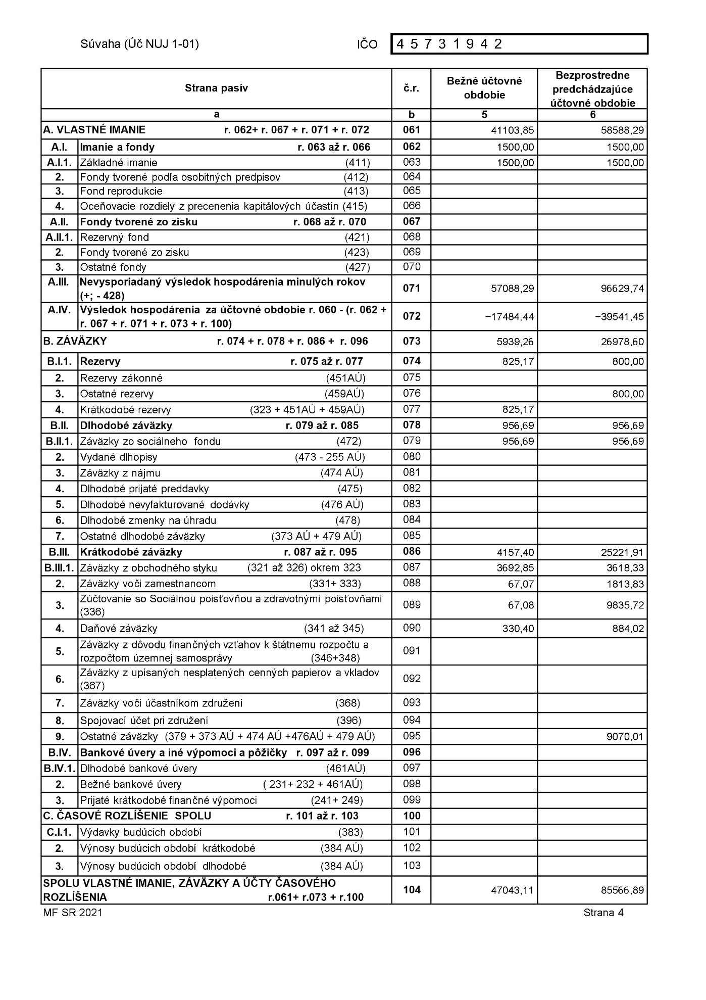 Súvaha (Úč NUJ 1-01) IČO 4 5 7 3 1 9 4 2
Strana pasív č.r. Bežné účtovné obdobie Bezprostredne predchádzajúce účtovné obdobie
a b 5 6
A. VLASTNÉ IMANIE r. 062+ r. 067 + r. 071 + r. 072 061 41103,85 58588,29
A.I. Imanie a fondy r. 063 až r. 066 062 1500,00 1500,00
A.I.1. Základné imanie (411) 063 1500,00 1500,00
2. Fondy tvorené podľa osobitných predpisov (412) 064
3. Fond reprodukcie (413) 065
4. Oceňovacie rozdiely z precenenia kapitálových účastín (415) 066
A.II. Fondy tvorené zo zisku r. 068 až r. 070 067
A.II.1. Rezervný fond (421) 068
2. Fondy tvorené zo zisku (423) 069
3. Ostatné fondy (427) 070
A.III. Nevysporiadaný výsledok hospodárenia minulých rokov
(+; - 428) 071 57088,29 96629,74
A.IV. Výsledok hospodárenia za účtovné obdobie r. 060 - (r. 062 +
r. 067 + r. 071 + r. 073 + r. 100) 072 −17484,44 −39541,45
B. ZÁVÄZKY r. 074 + r. 078 + r. 086 + r. 096 073 5939,26 26978,60
B.I.1. Rezervy r. 075 až r. 077 074 825,17 800,00
2. Rezervy zákonné (451AÚ) 075
3. Ostatné rezervy (459AÚ) 076 800,00
4. Krátkodobé rezervy (323 + 451AÚ + 459AÚ) 077 825,17
B.II. Dlhodobé záväzky r. 079 až r. 085 078 956,69 956,69
B.II.1. Záväzky zo sociálneho fondu (472) 079 956,69 956,69
2. Vydané dlhopisy (473 - 255 AÚ) 080
3. Záväzky z nájmu (474 AÚ) 081
4. Dlhodobé prijaté preddavky (475) 082
5. Dlhodobé nevyfakturované dodávky (476 AÚ) 083
6. Dlhodobé zmenky na úhradu (478) 084
7. Ostatné dlhodobé záväzky (373 AÚ + 479 AÚ) 085
B.III. Krátkodobé záväzky r. 087 až r. 095 086 4157,40 25221,91
B.III.1. Záväzky z obchodného styku (321 až 326) okrem 323 087 3692,85 3618,33
2. Záväzky voči zamestnancom (331+ 333) 088 67,07 1813,83
3. Zúčtovanie so Sociálnou poisťovňou a zdravotnými poisťovňami
(336) 089 67,08 9835,72
4. Daňové záväzky (341 až 345) 090 330,40 884,02
5. Záväzky z dôvodu finančných vzťahov k štátnemu rozpočtu a
rozpočtom územnej samosprávy (346+348) 091
6. Záväzky z upísaných nesplatených cenných papierov a vkladov
(367) 092
7. Záväzky voči účastníkom združení (368) 093
8. Spojovací účet pri združení (396) 094
9. Ostatné záväzky (379 + 373 AÚ + 474 AÚ +476AÚ + 479 AÚ) 095 9070,01
B.IV. Bankové úvery a iné výpomoci a pôžičky r. 097 až r. 099 096
B.IV.1. Dlhodobé bankové úvery (461AÚ) 097
2. Bežné bankové úvery ( 231+ 232 + 461AÚ) 098
3. Prijaté krátkodobé finančné výpomoci (241+ 249) 099
C. ČASOVÉ ROZLÍŠENIE SPOLU r. 101 až r. 103 100
C.I.1. Výdavky budúcich období (383) 101
2. Výnosy budúcich období krátkodobé (384 AÚ) 102
3. Výnosy budúcich období dlhodobé (384 AÚ) 103
SPOLU VLASTNÉ IMANIE, ZÁVÄZKY A ÚČTY ČASOVÉHO
ROZLÍŠENIA r.061+ r.073 + r.100 104 47043,11 85566,89
MF SR 2021 Strana 4